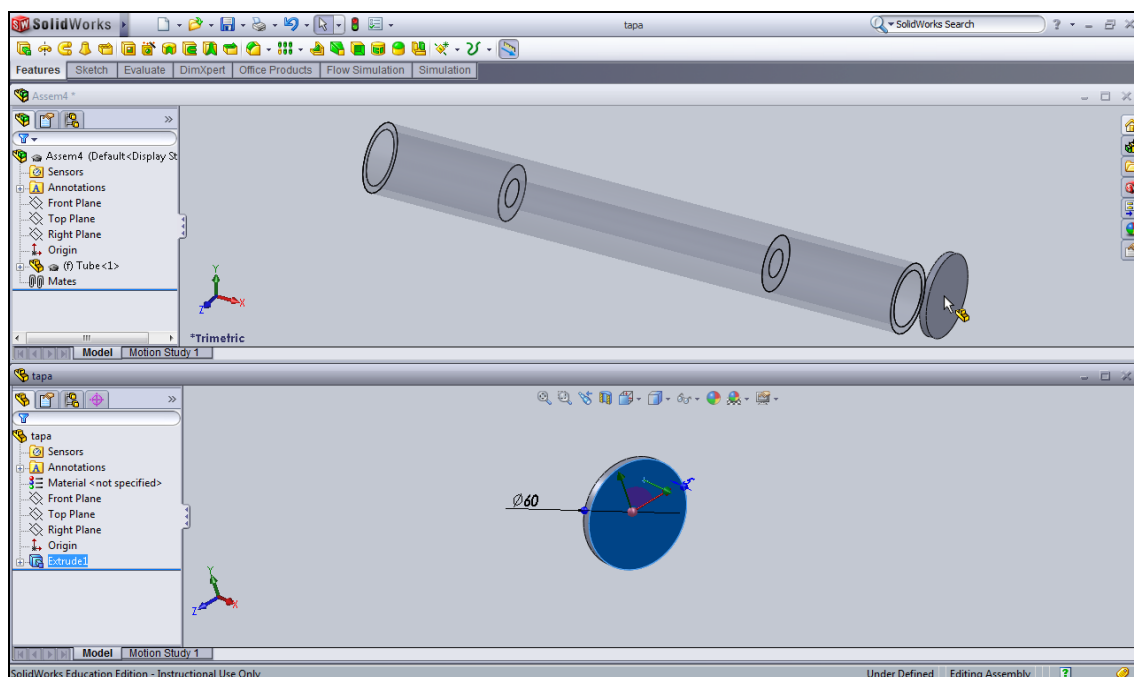 SolidWorks
tapa
SolidWorks Search
Features Sketch Evaluate DimXpert Office Products Flow Simulation Simulation
Assem4 *
Assem4 (Default<Display St
Sensors
Annotations
Front Plane
Top Plane
Right Plane
Origin
(f) Tube<1>
Mates
Y
X
Z
*Trimetric
Model Motion Study 1
tapa
tapa
Sensors
Annotations
Material <not specified>
Front Plane
Top Plane
Right Plane
Origin
Extrude1
Ø60
Y
X
Z
Model Motion Study 1
SolidWorks Education Edition - Instructional Use Only
Under Defined Editing Assembly